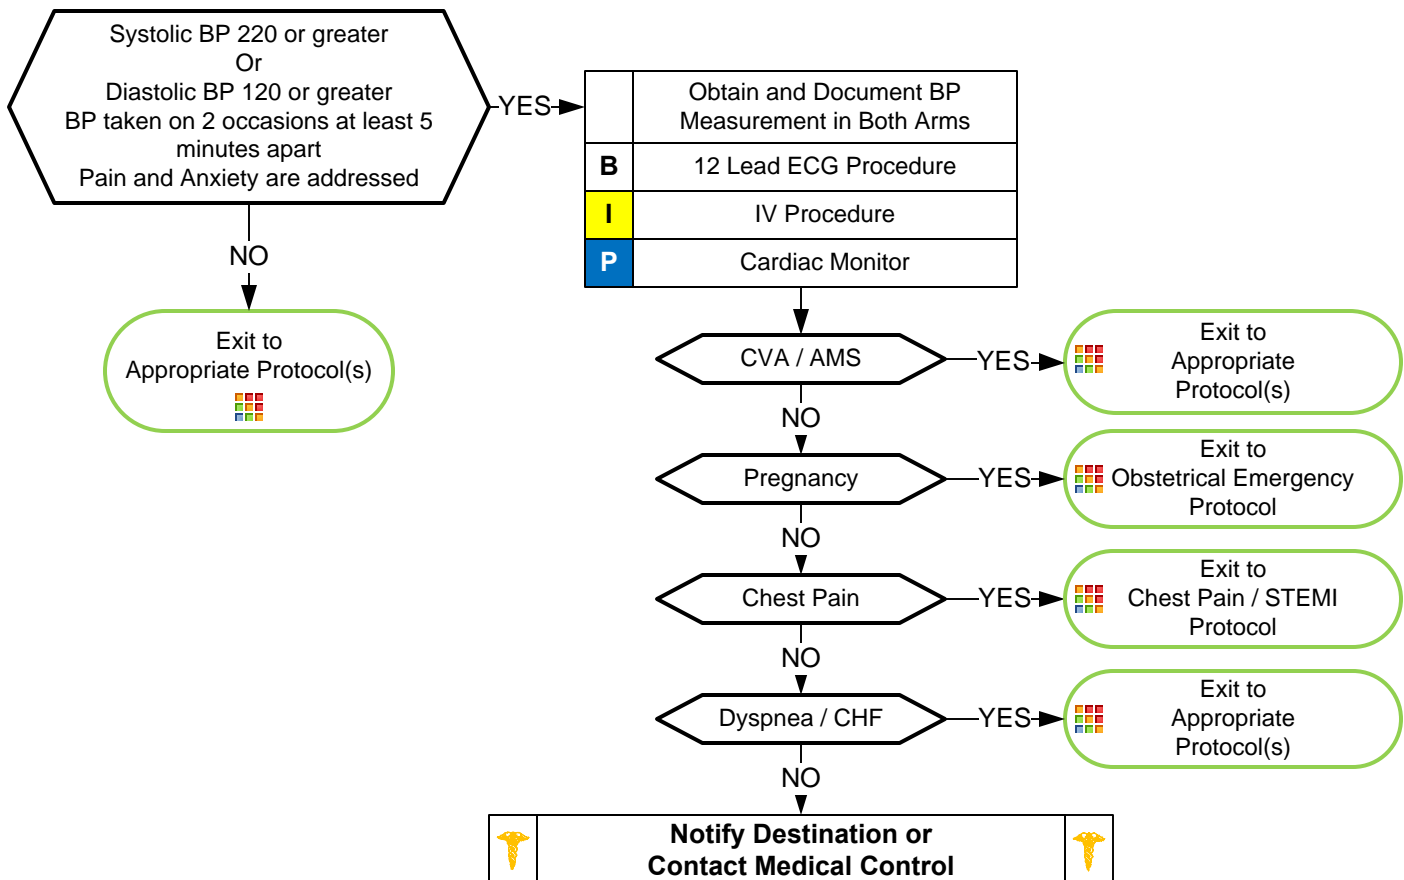 Systolic BP 220 or greater
Or
Diastolic BP 120 or greater
BP taken on 2 occasions at least 5
minutes apart
Pain and Anxiety are addressed
YES
NO
Exit to
Appropriate Protocol(s)
Obtain and Document BP
Measurement in Both Arms
B 12 Lead ECG Procedure
I IV Procedure
P Cardiac Monitor
CVA / AMS
YES
Exit to
Appropriate
Protocol(s)
NO
Pregnancy
YES
Exit to
Obstetrical Emergency
Protocol
NO
Chest Pain
YES
Exit to
Chest Pain / STEMI
Protocol
NO
Dyspnea / CHF
YES
Exit to
Appropriate
Protocol(s)
NO
Notify Destination or
Contact Medical Control